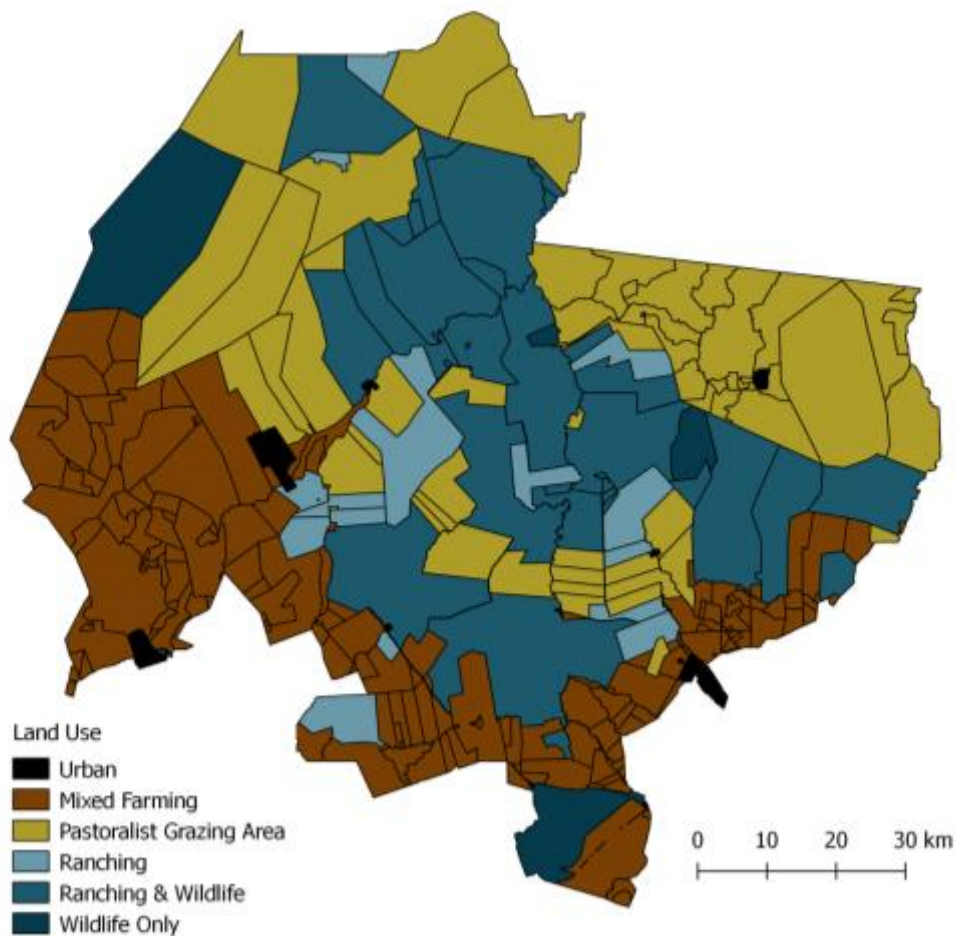 Land Use
Urban
Mixed Farming
Pastoralist Grazing Area
Ranching
Ranching & Wildlife
Wildlife Only
0 10 20 30 km